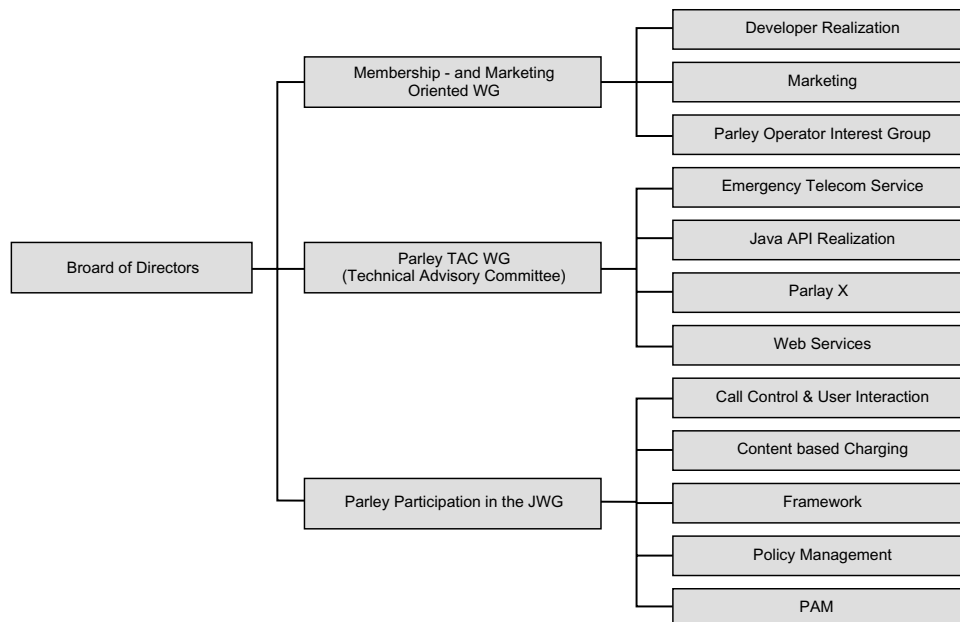 Broard of Directors
Membership - and Marketing
Oriented WG
Developer Realization
Marketing
Parley Operator Interest Group
Parley TAC WG
(Technical Advisory Committee)
Emergency Telecom Service
Java API Realization
Parlay X
Web Services
Parley Participation in the JWG
Call Control & User Interaction
Content based Charging
Framework
Policy Management
PAM